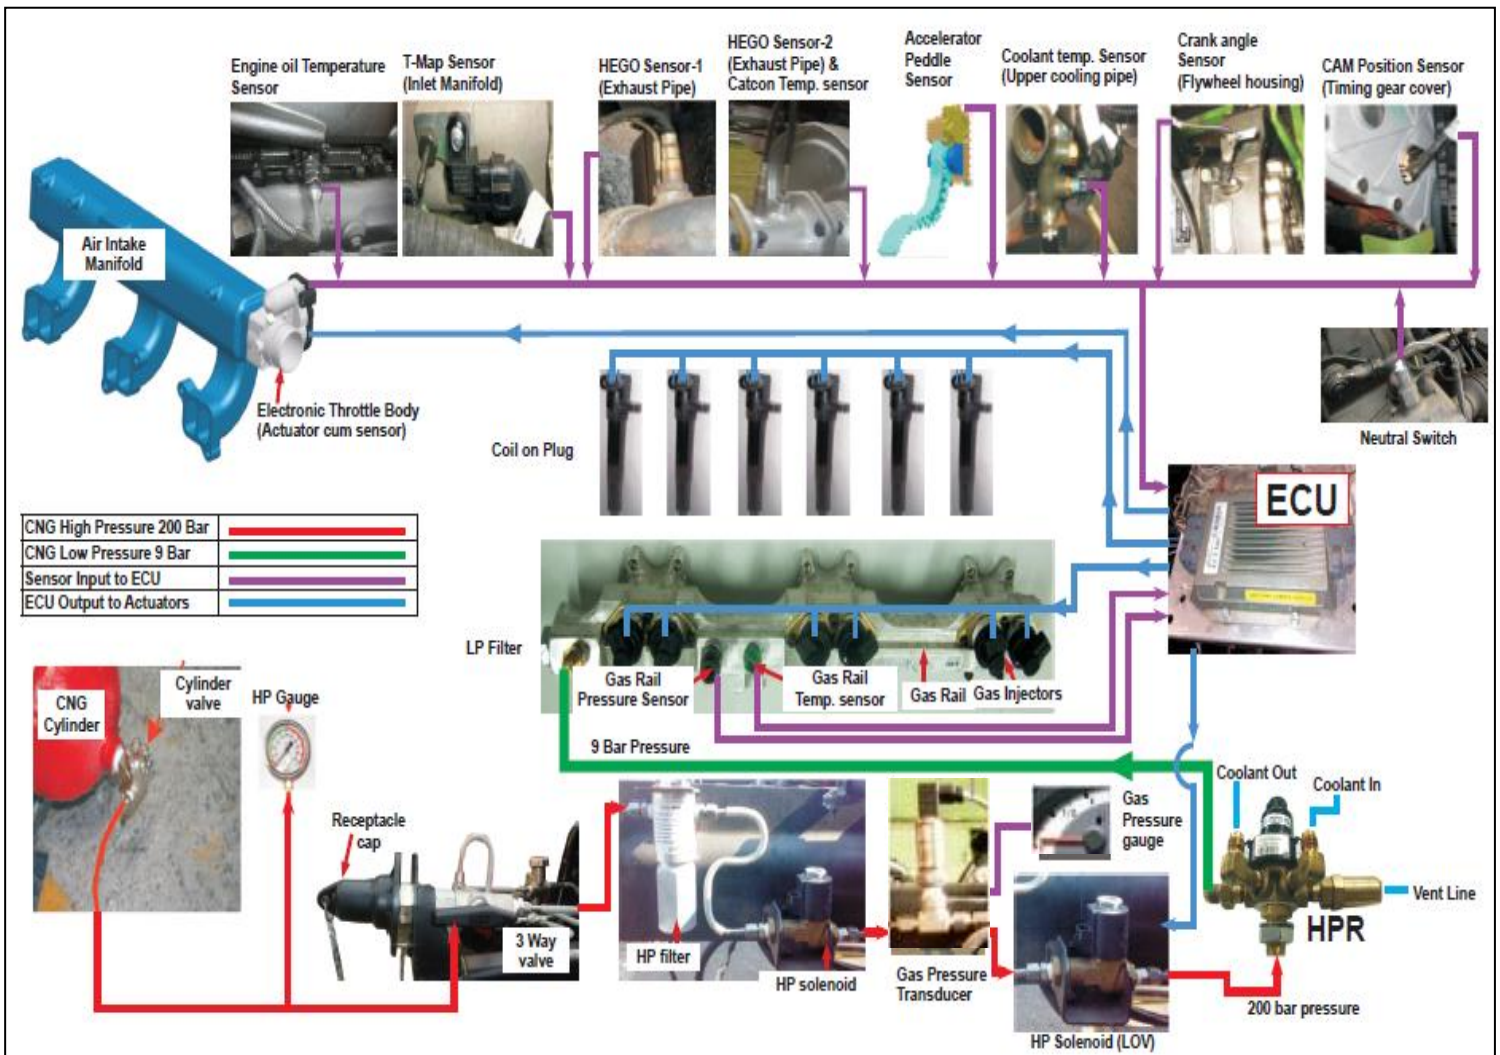 Engine oil Temperature
Sensor
T-Map Sensor
(Inlet Manifold)
HEGO Sensor-1
(Exhaust Pipe)
HEGO Sensor-2
(Exhaust Pipe) &
Catcon Temp. sensor
Accelerator
Peddle
Sensor
Coolant temp. Sensor
(Upper cooling pipe)
Crank angle
Sensor
(Flywheel housing)
CAM Position Sensor
(Timing gear cover)
Air Intake
Manifold
Electronic Throttle Body
(Actuator cum sensor)
Coil on Plug
Neutral Switch
ECU
CNG High Pressure 200 Bar
CNG Low Pressure 9 Bar
Sensor Input to ECU
ECU Output to Actuators
LP Filter
Gas Rail
Pressure Sensor
Gas Rail
Temp. sensor
Gas Rail
Gas Injectors
CNG
Cylinder
Cylinder
valve
HP Gauge
9 Bar Pressure
Receptacle
cap
3 Way
valve
HP filter
HP solenoid
Gas Pressure
Transducer
Gas
Pressure
gauge
HP Solenoid (LOV)
Coolant Out
Coolant In
Vent Line
HPR
200 bar pressure